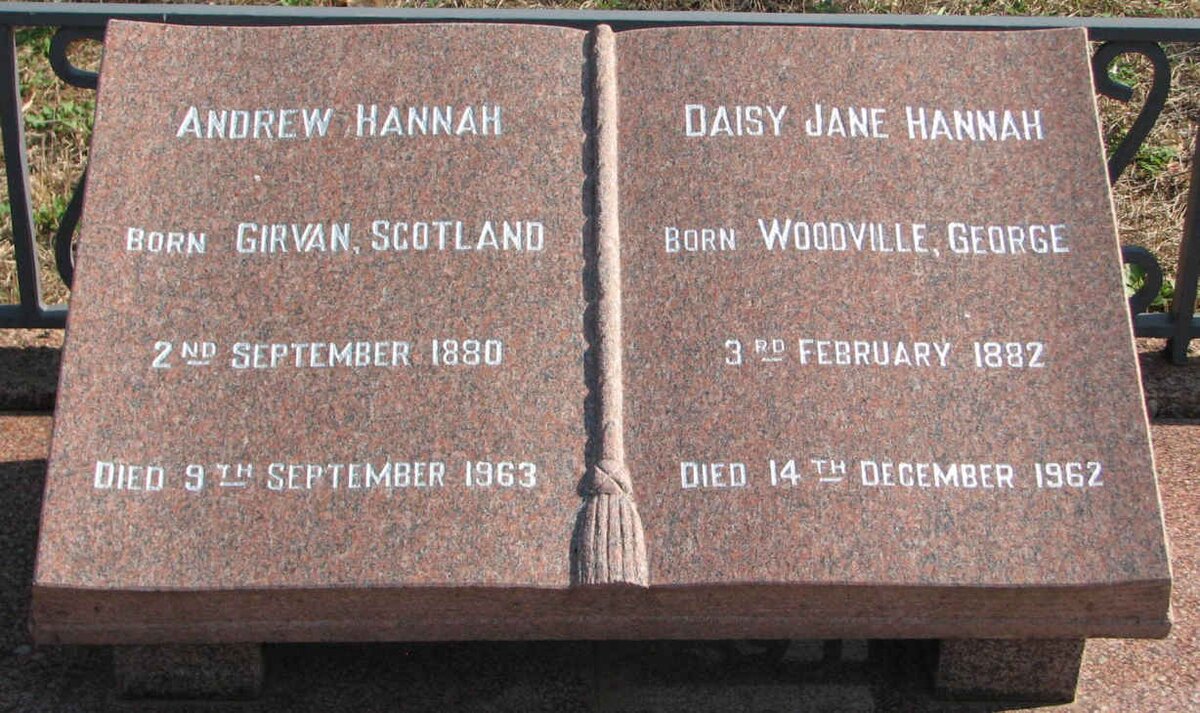 ANDREW HANNAH
BORN GIRVAN, SCOTLAND
2ND SEPTEMBER 1880
DIED 9TH SEPTEMBER 1963
DAISY JANE HANNAH
BORN WOODVILLE, GEORGE
3RD FEBRUARY 1882
DIED 14TH DECEMBER 1962